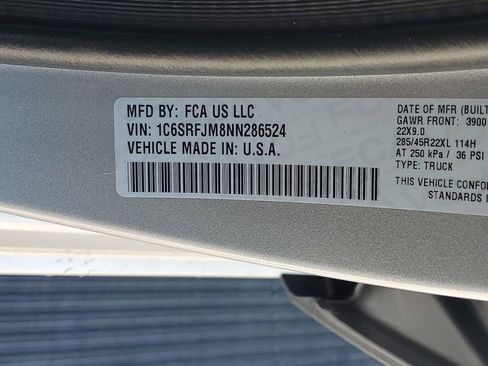 MFD BY: FCA US LLC
VIN: 1C6SRFJM8NN286524
VEHICLE MADE IN: U.S.A.
DATE OF MFR (BUILT
GAWR FRONT: 3900
22X9.0
285/45R22XL 114H
AT 250 kPa / 36 PSI
TYPE: TRUCK
THIS VEHICLE CONFOR
STANDARDS I